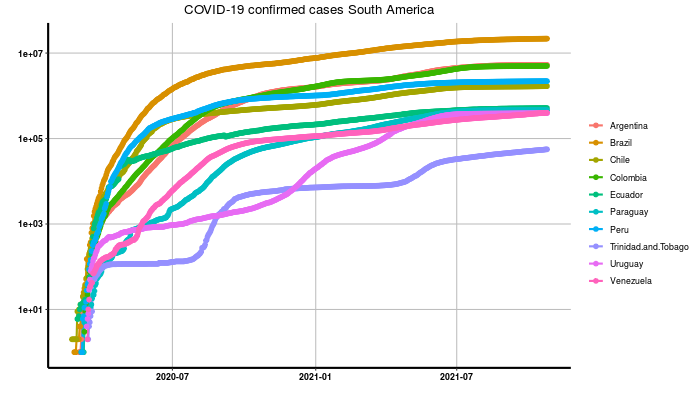 COVID-19 confirmed cases South America
1e+07
1e+05
1e+03
1e+01
2020-07
2021-01
2021-07
Argentina
Brazil
Chile
Colombia
Ecuador
Paraguay
Peru
Trinidad.and.Tobago
Uruguay
Venezuela